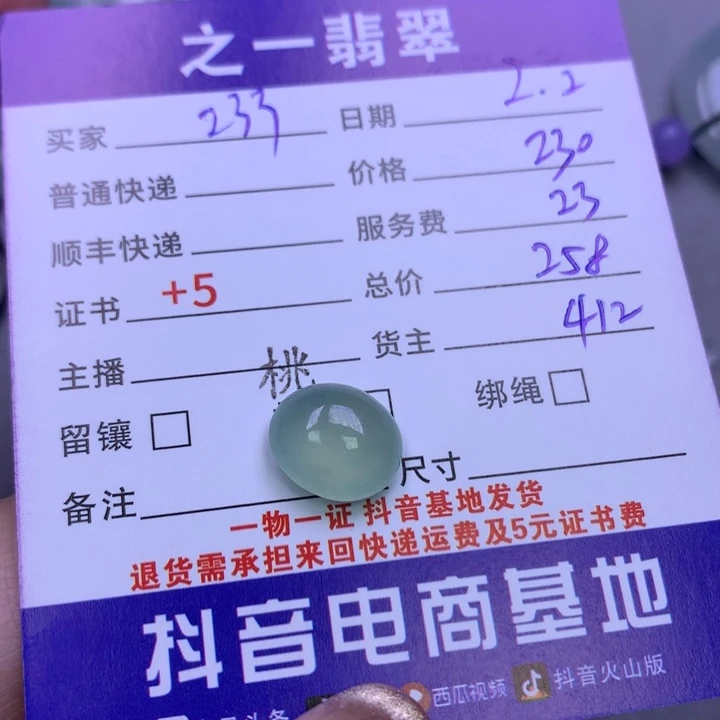 之一翡翠
买家 233 日期 2.2
普通快递 价格 230
顺丰快递 服务费 23
证书 +5 总价 258
主播 桃 货主 412
留镶 绑绳
备注 尺寸
一物一证 抖音基地发货
退货需承担来回快递运费及5元证书费
抖音电商基地
头条 西瓜视频 抖音火山版